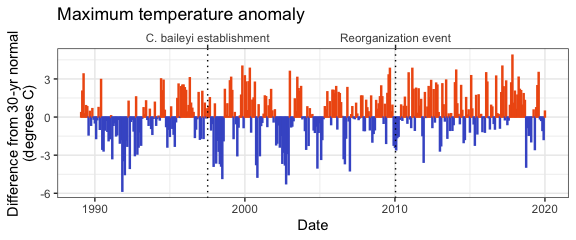 Maximum temperature anomaly
C. baileyi establishment Reorganization event
Difference from 30-yr normal
(degrees C)
3
0
-3
-6
1990 2000 2010 2020
Date